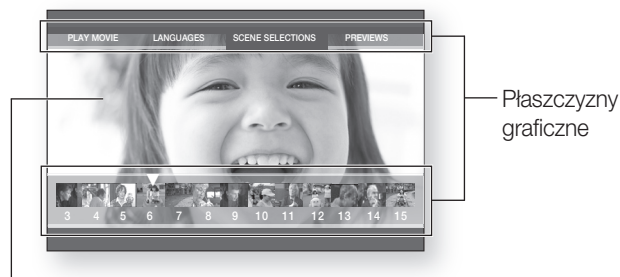 PLAY MOVIE LANGUAGES SCENE SELECTIONS PREVIEWS
Płaszczyzny
graficzne
3 4 5 6 7 8 9 10 11 12 13 14 15